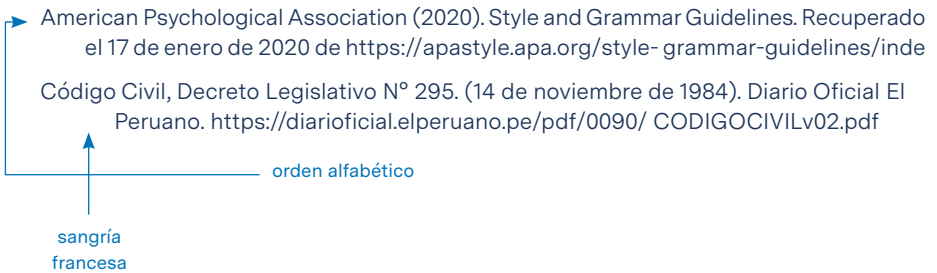 American Psychological Association (2020). Style and Grammar Guidelines. Recuperado
el 17 de enero de 2020 de https://apastyle.apa.org/style- grammar-guidelines/inde
Código Civil, Decreto Legislativo N° 295. (14 de noviembre de 1984). Diario Oficial El
Peruano. https://diarioficial.elperuano.pe/pdf/0090/ CODIGOCIVILv02.pdf
orden alfabético
sangría
francesa